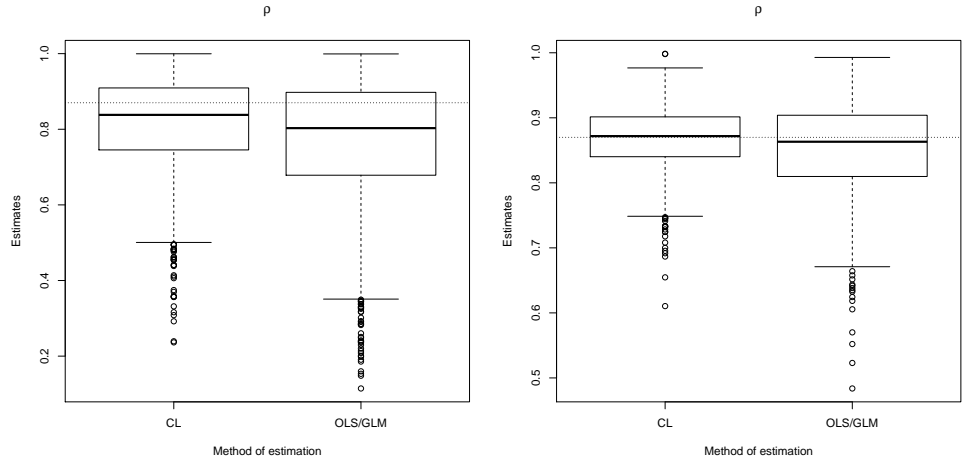 ρ
1.0
0.8
0.6
0.4
0.2
Estimates
CL
OLS/GLM
Method of estimation
ρ
1.0
0.9
0.8
0.7
0.6
0.5
Estimates
CL
OLS/GLM
Method of estimation